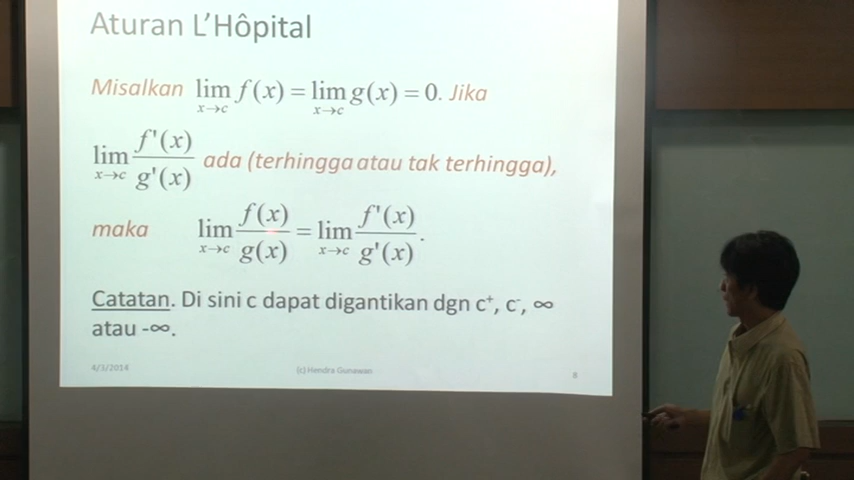 Aturan L'Hôpital
Misalkan lim x→c f(x) = lim x→c g(x) = 0. Jika
lim x→c f'(x)/g'(x) ada (terhingga atau tak terhingga),
maka lim x→c f(x)/g(x) = lim x→c f'(x)/g'(x).
Catatan. Di sini c dapat digantikan dgn c⁺, c⁻, ∞
atau -∞.
4/3/2014 (c) Hendra Gunawan 8